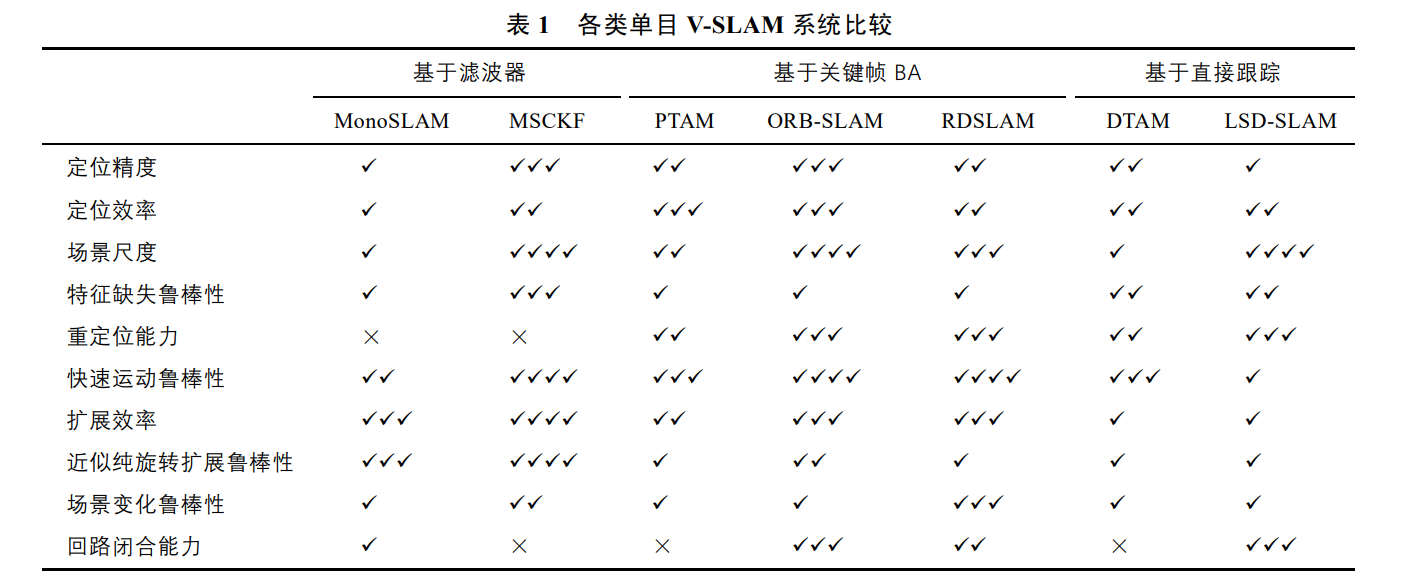 表 1 各类单目 V-SLAM 系统比较
基于滤波器 基于关键帧 BA 基于直接跟踪
MonoSLAM MSCKF PTAM ORB-SLAM RDSLAM DTAM LSD-SLAM
定位精度 ✓ ✓✓✓ ✓✓ ✓✓✓ ✓✓ ✓✓ ✓
定位效率 ✓ ✓✓ ✓✓✓ ✓✓✓ ✓✓ ✓✓ ✓✓
场景尺度 ✓ ✓✓✓✓ ✓✓ ✓✓✓✓ ✓✓✓ ✓ ✓✓✓✓
特征缺失鲁棒性 ✓ ✓✓✓ ✓ ✓ ✓ ✓✓ ✓✓
重定位能力 × × ✓✓ ✓✓✓ ✓✓✓ ✓✓ ✓✓✓
快速运动鲁棒性 ✓✓ ✓✓✓✓ ✓✓✓ ✓✓✓✓ ✓✓✓✓ ✓✓✓ ✓
扩展效率 ✓✓✓ ✓✓✓✓ ✓✓ ✓✓✓ ✓✓✓ ✓ ✓
近似纯旋转扩展鲁棒性 ✓✓✓ ✓✓✓✓ ✓ ✓✓ ✓ ✓ ✓
场景变化鲁棒性 ✓ ✓✓ ✓ ✓ ✓✓✓ ✓ ✓
回路闭合能力 ✓ × × ✓✓✓ ✓✓ × ✓✓✓